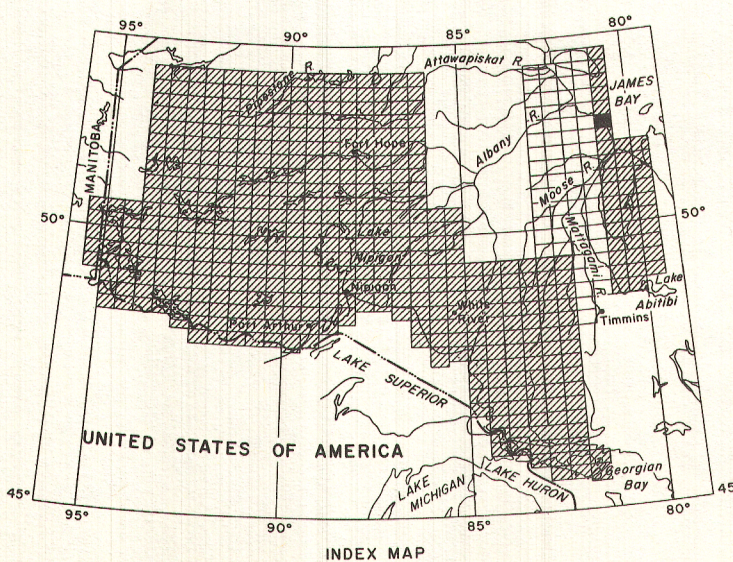 95°
90°
85°
80°
Pipestone R.
Attawapiskat R.
JAMES
BAY
MANITOBA
Fort Hope
Albany R.
Moose R.
50°
50°
Lake
Nipigon
Nipigon
Mattagami R.
Lake
Abitibi
Port Arthur
White
River
Timmins
LAKE SUPERIOR
UNITED STATES OF AMERICA
LAKE
MICHIGAN
LAKE HURON
Georgian
Bay
45°
45
95°
90°
85°
80°
INDEX MAP